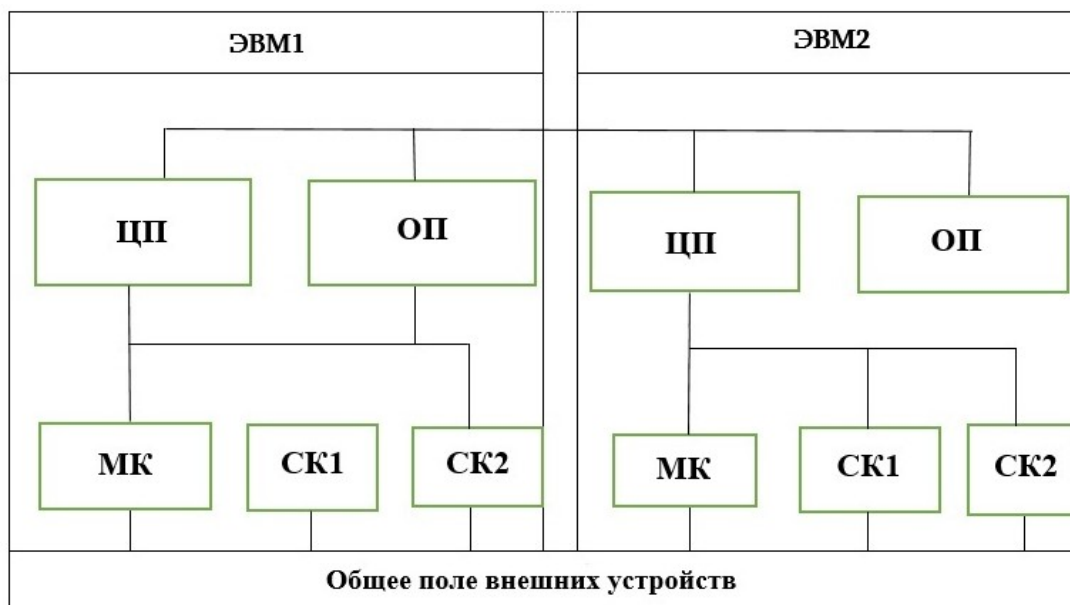 ЭВМ1
ЭВМ2
ЦП
ОП
ЦП
ОП
МК
СК1
СК2
МК
СК1
СК2
Общее поле внешних устройств